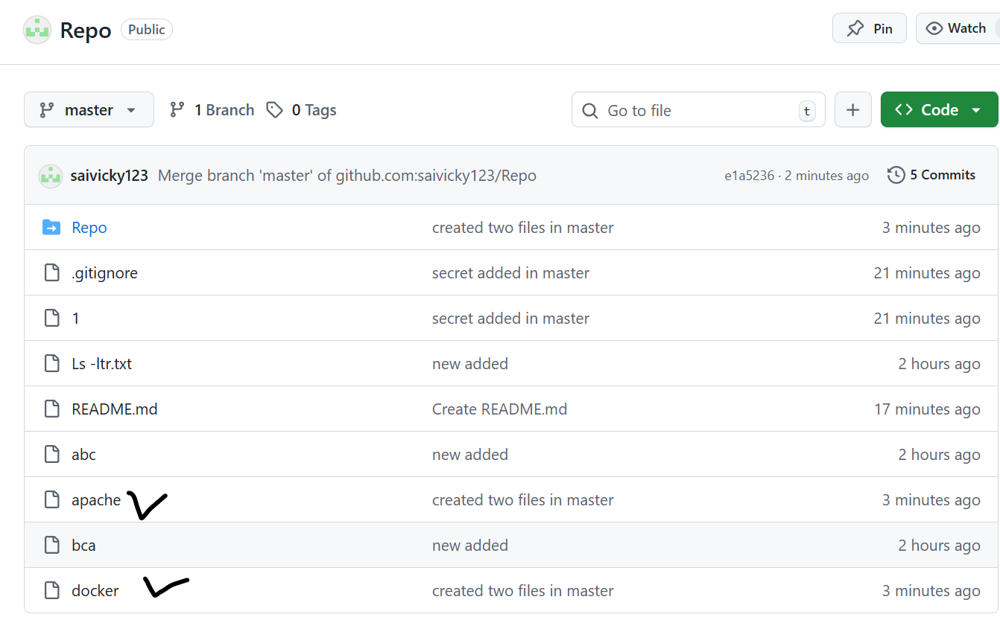 Repo Public Pin Watch
master 1 Branch 0 Tags Go to file t Code
saivicky123 Merge branch 'master' of github.com:saivicky123/Repo e1a5236 · 2 minutes ago 5 Commits
Repo created two files in master 3 minutes ago
.gitignore secret added in master 21 minutes ago
1 secret added in master 21 minutes ago
Ls -ltr.txt new added 2 hours ago
README.md Create README.md 17 minutes ago
abc new added 2 hours ago
apache created two files in master 3 minutes ago
bca new added 2 hours ago
docker created two files in master 3 minutes ago